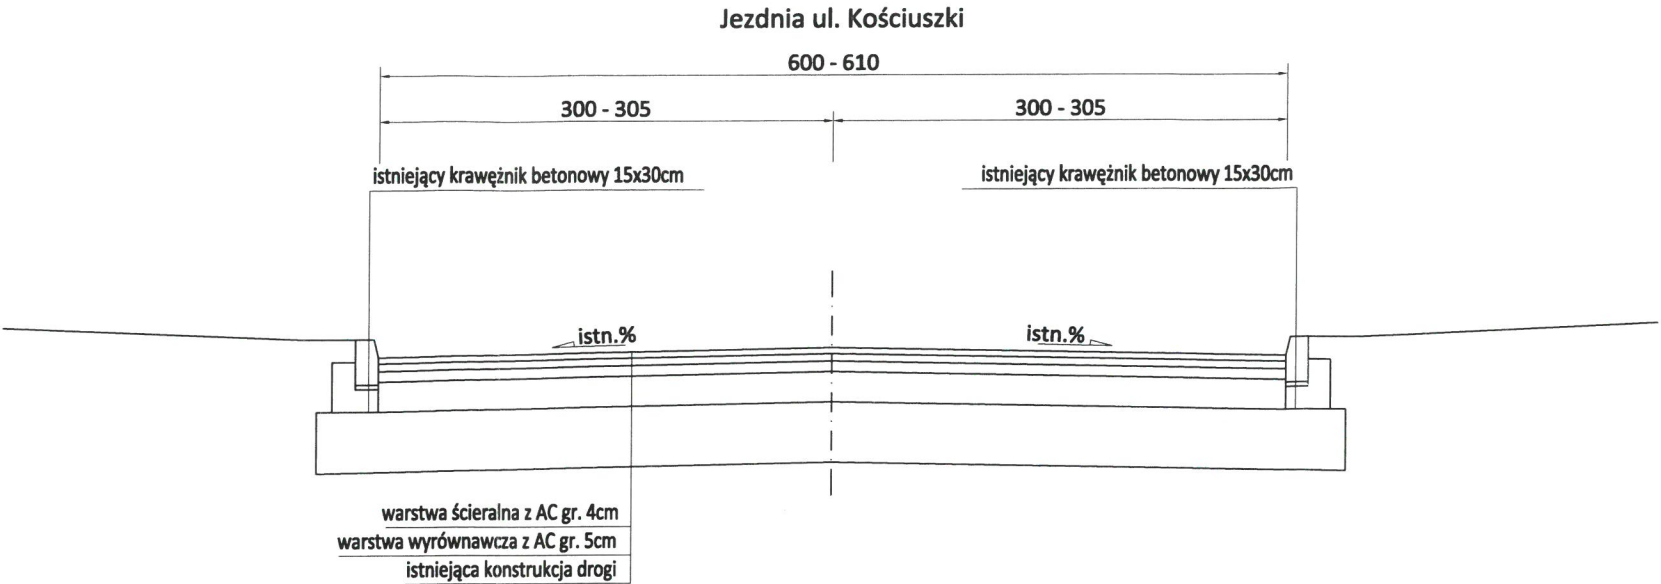 Jezdnia ul. Kościuszki
600 - 610
300 - 305
300 - 305
istniejący krawężnik betonowy 15x30cm
istniejący krawężnik betonowy 15x30cm
istn.%
istn.%
warstwa ścieralna z AC gr. 4cm
warstwa wyrównawcza z AC gr. 5cm
istniejąca konstrukcja drogi